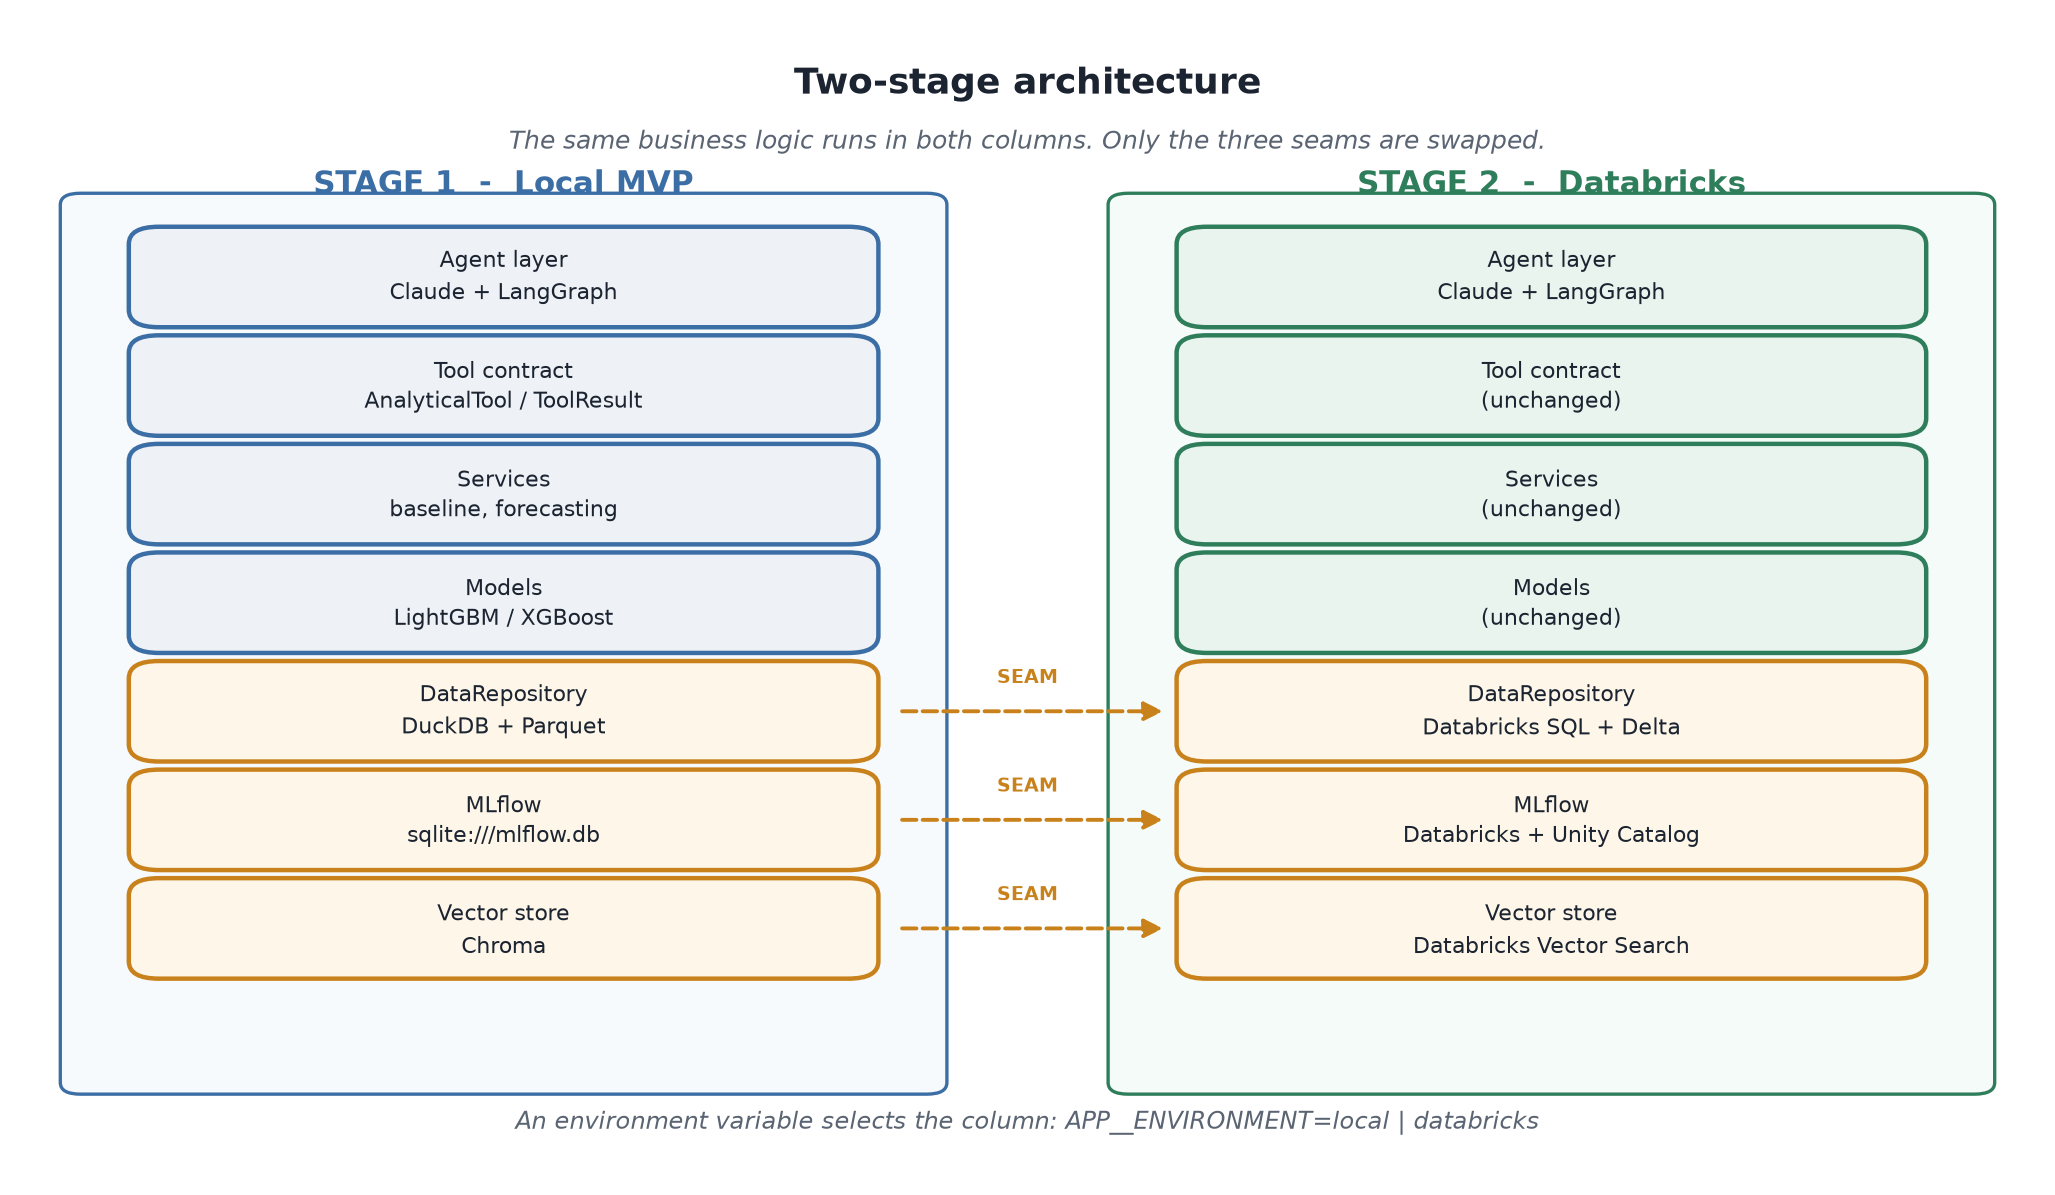 Two-stage architecture
The same business logic runs in both columns. Only the three seams are swapped.
STAGE 1 - Local MVP
Agent layer
Claude + LangGraph
Tool contract
AnalyticalTool / ToolResult
Services
baseline, forecasting
Models
LightGBM / XGBoost
DataRepository
DuckDB + Parquet
MLflow
sqlite:///mlflow.db
Vector store
Chroma
SEAM
SEAM
SEAM
STAGE 2 - Databricks
Agent layer
Claude + LangGraph
Tool contract
(unchanged)
Services
(unchanged)
Models
(unchanged)
DataRepository
Databricks SQL + Delta
MLflow
Databricks + Unity Catalog
Vector store
Databricks Vector Search
An environment variable selects the column: APP__ENVIRONMENT=local | databricks